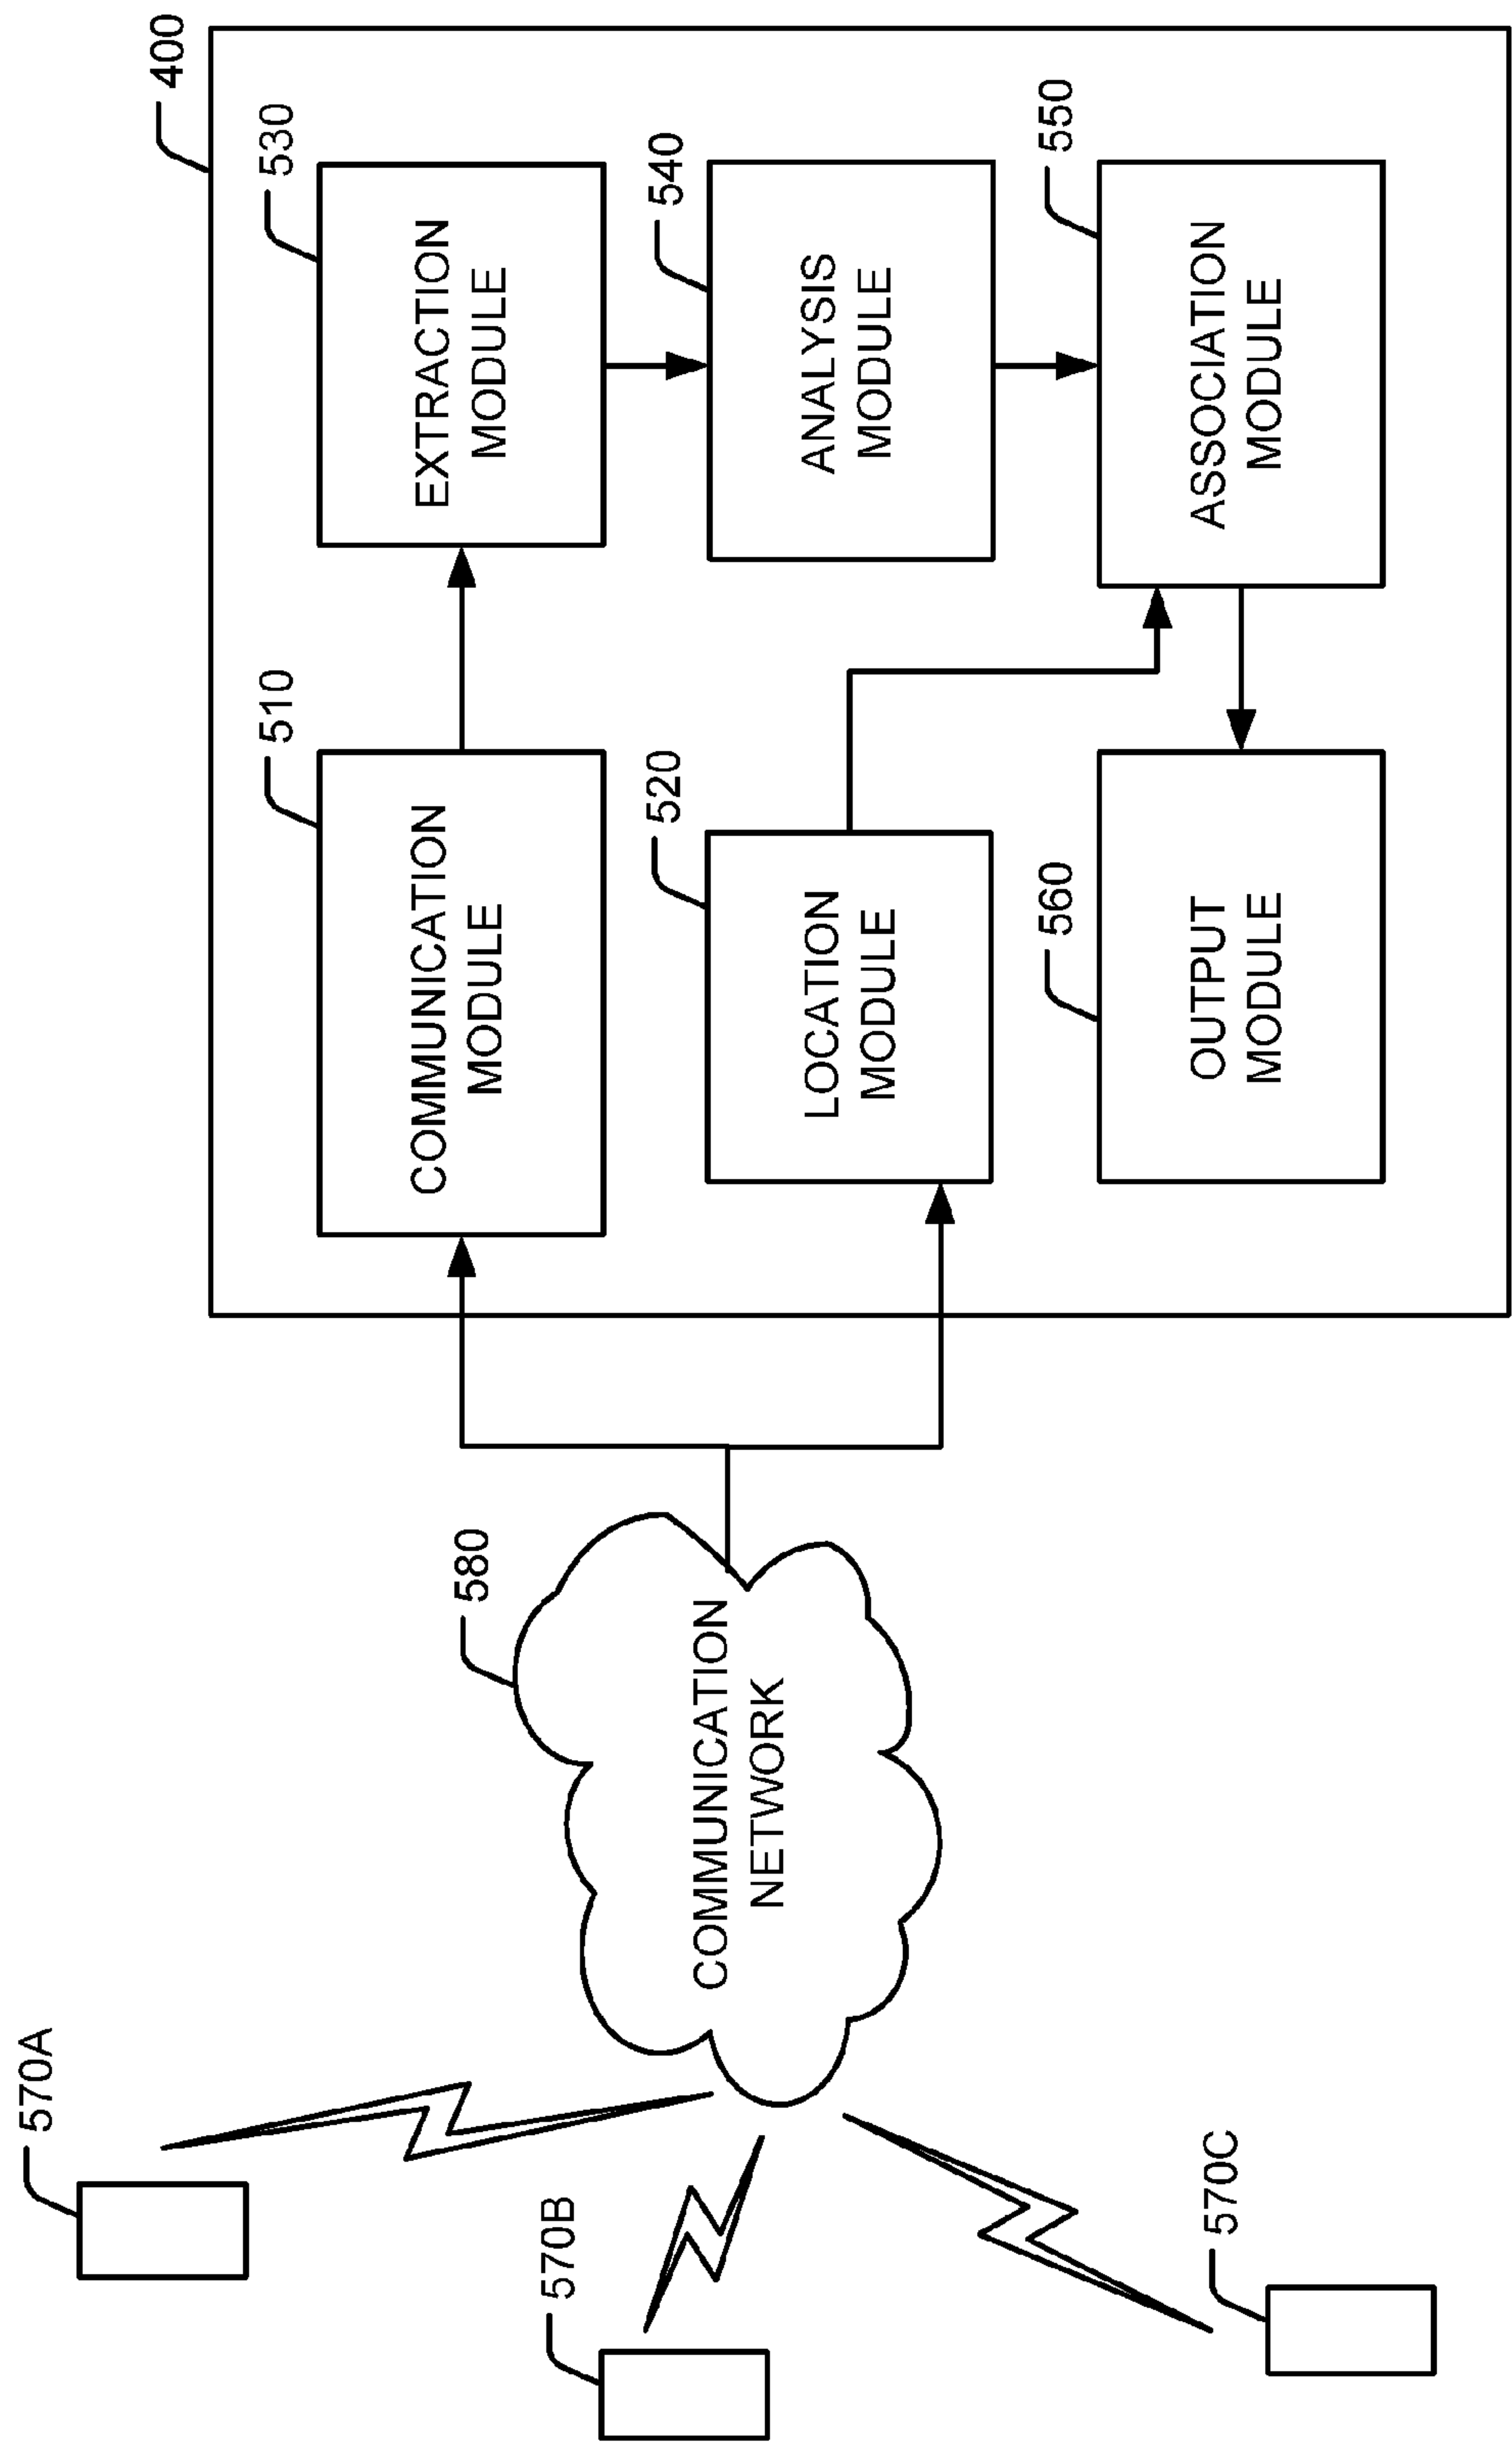 400
510
COMMUNICATION
MODULE
530
EXTRACTION
MODULE
520
LOCATION
MODULE
540
ANALYSIS
MODULE
560
OUTPUT
MODULE
550
ASSOCIATION
MODULE
570A
570B
570C
580
COMMUNICATION
NETWORK